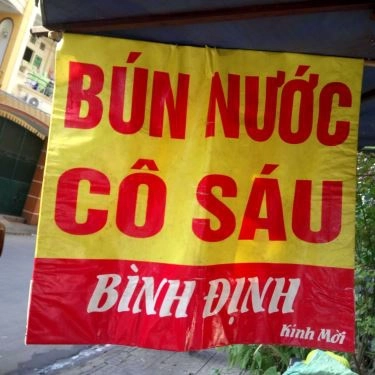 BÚN NƯỚC
CÔ SÁU
BÌNH ĐỊNH
Kính Mời